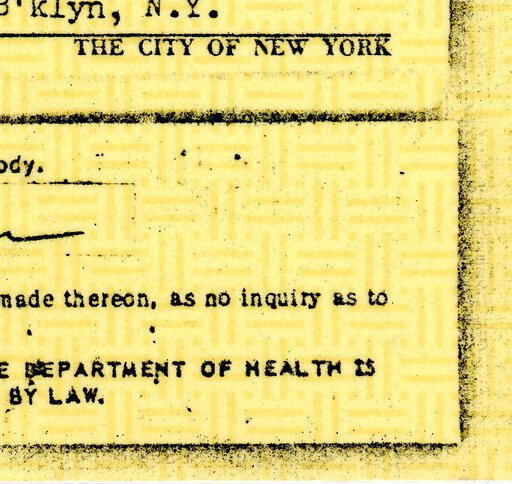 B'klyn, N.Y.
THE CITY OF NEW YORK
ody.
made thereon, as no inquiry as to
E DEPARTMENT OF HEALTH IS
BY LAW.